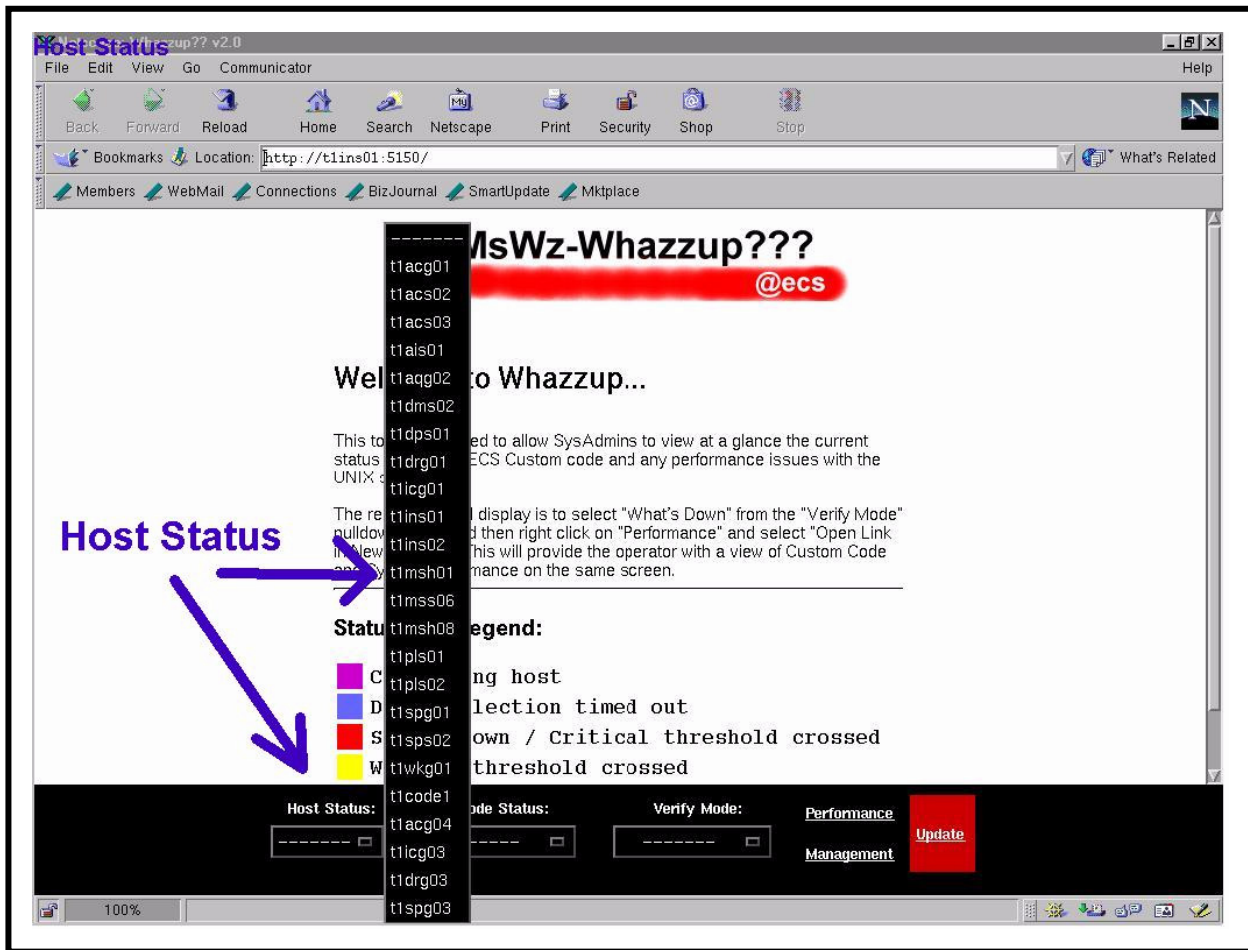 Host Status
Whazzup?? v2.0
File Edit View Go Communicator Help
Back Forward Reload Home Search Netscape Print Security Shop Stop
N
Bookmarks Location: http://t1ins01:5150/ What's Related
Members WebMail Connections BizJournal SmartUpdate Mktplace
MsWz-Whazzup???
@ecs
-------
t1acg01
t1acs02
t1acs03
t1ais01
t1aqg02
t1dms02
t1dps01
t1drg01
t1icg01
t1ins01
t1ins02
t1msh01
t1mss06
t1msh08
t1pls01
t1pls02
t1spg01
t1sps02
t1wkg01
t1code1
t1acg04
t1icg03
t1drg03
t1spg03
Wel to Whazzup...
This to ed to allow SysAdmins to view at a glance the current
status ECS Custom code and any performance issues with the
UNIX
The re display is to select "What's Down" from the "Verify Mode"
pulldow d then right click on "Performance" and select "Open Link
in New This will provide the operator with a view of Custom Code
and Sy rmance on the same screen.
Host Status
Statu egend:
C ng host
D lection timed out
S own / Critical threshold crossed
W threshold crossed
Host Status: ode Status: Verify Mode: Performance
------- ----- ------- Update
Management
100%